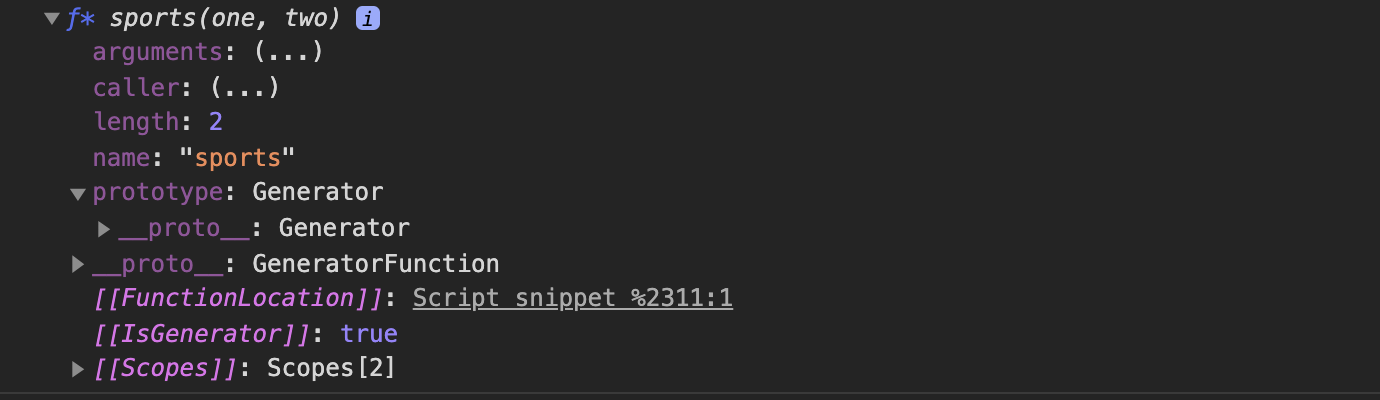 ƒ* sports(one, two) i
arguments: (...)
caller: (...)
length: 2
name: "sports"
prototype: Generator
__proto__: Generator
__proto__: GeneratorFunction
[[FunctionLocation]]: Script snippet %2311:1
[[IsGenerator]]: true
[[Scopes]]: Scopes[2]